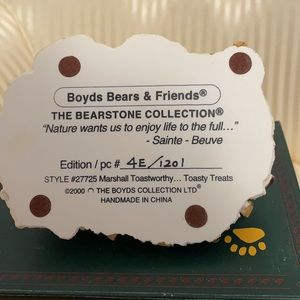 Boyds Bears & Friends®
THE BEARSTONE COLLECTION®
"Nature wants us to enjoy life to the full..."
- Sainte - Beuve
Edition / pc # 4E/1201
STYLE #27725 Marshall Toastworthy... Toasty Treats
©2000 THE BOYDS COLLECTION LTD®
HANDMADE IN CHINA